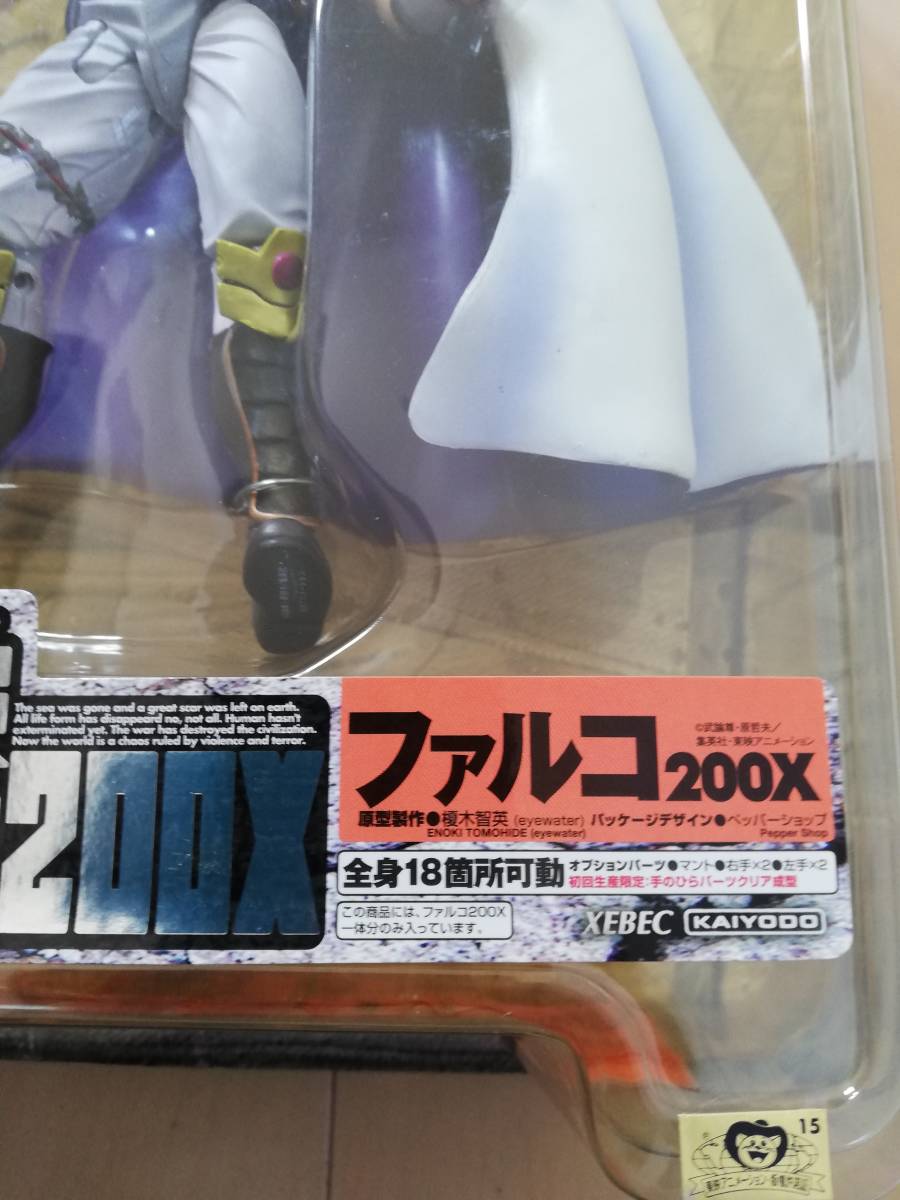 The sea was gone and a great scar was left on earth.
All life form has disappeard no, not all. Human hasn't
exterminated yet. The war has destroyed the civilization.
Now the world is a chaos ruled by violence and terror.
200X
ファルコ200X
©武論尊・原哲夫／
集英社・東映アニメーション
原型製作●榎木智英 (eyewater) パッケージデザイン●ペッパーショップ
ENOKI TOMOHIDE (eyewater) Pepper Shop
全身18箇所可動 オプションパーツ●マント●右手×2●左手×2
初回生産限定：手のひらパーツクリア成型
この商品には、ファルコ200X
一体分のみ入っています。
XEBEC KAIYODO
15